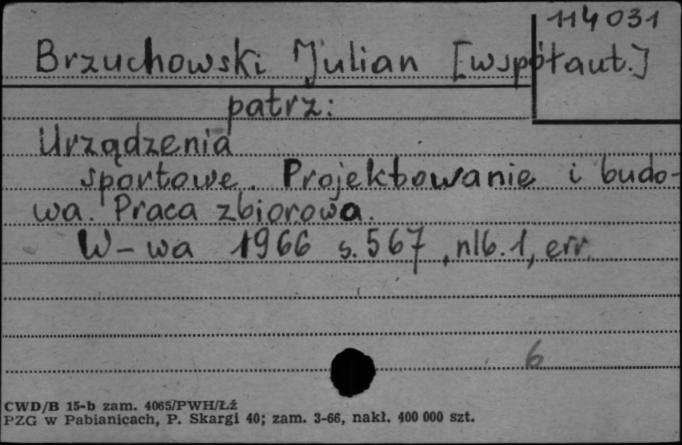 114031
Brzuchowski Julian [współaut.]
patrz:
Urządzenia
sportowe. Projektowanie i budo-
wa. Praca zbiorowa.
W-wa 1966 s. 567, nlb. 1, err.
6
CWD/B 15-b zam. 4065/PWH/Łź
PZG w Pabianicach, P. Skargi 40; zam. 3-66, nakł. 400 000 szt.